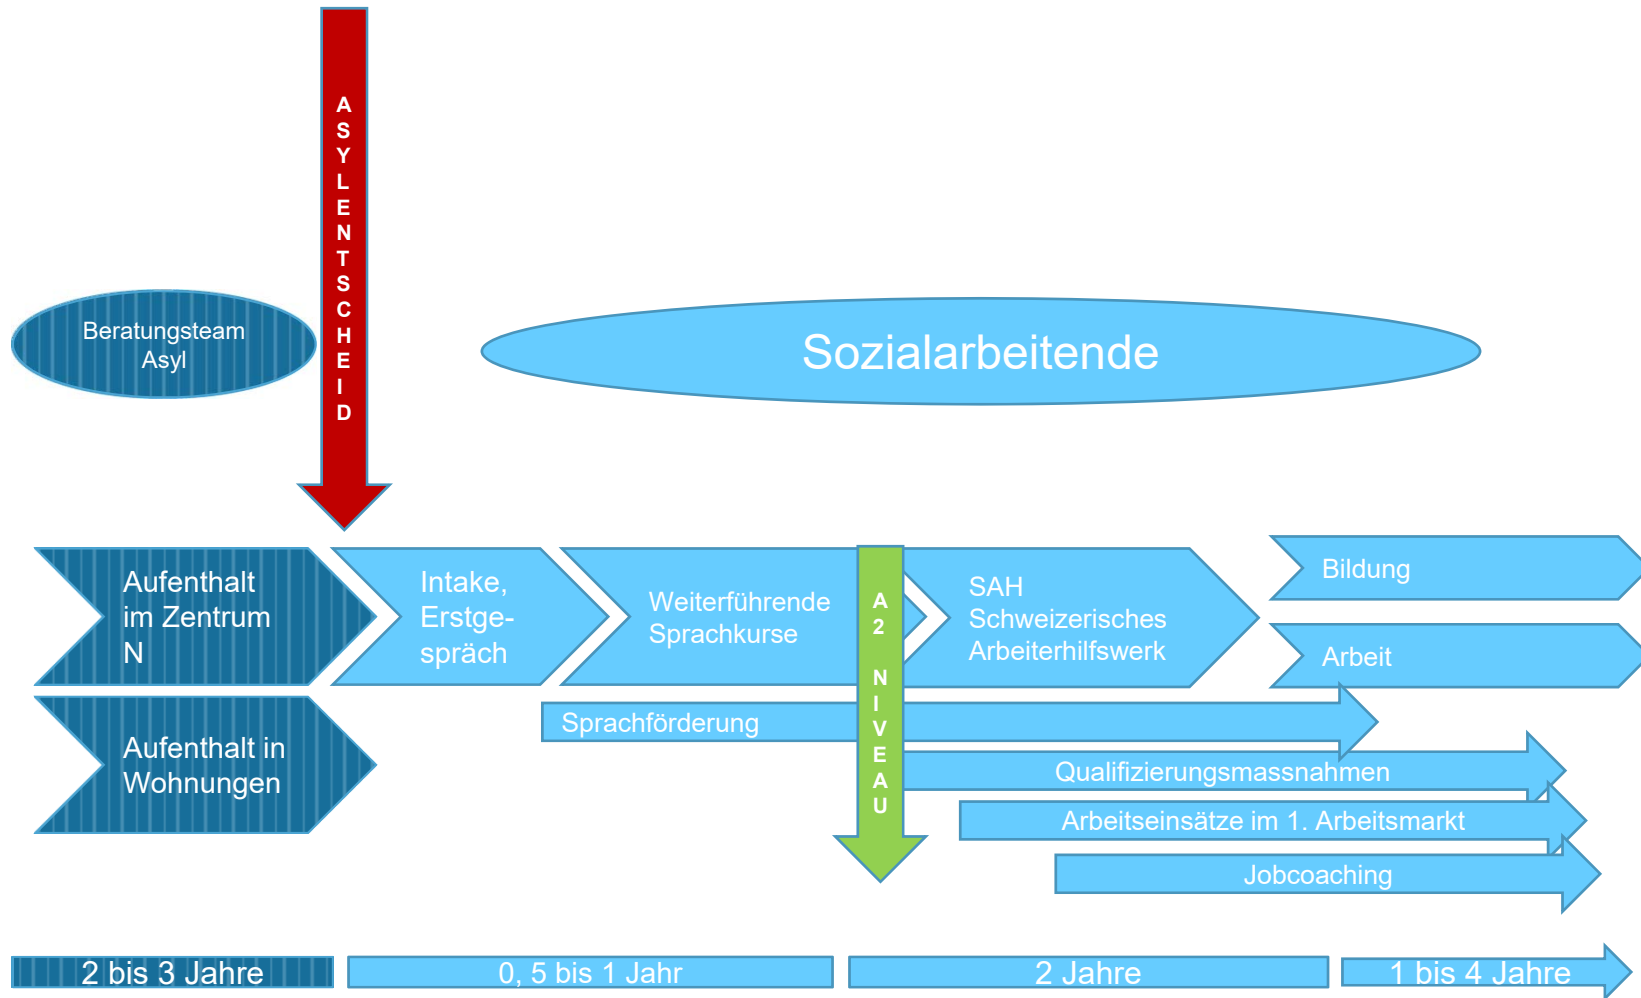 ASYLENTSCHEID
Beratungsteam
Asyl
Sozialarbeitende
Aufenthalt
im Zentrum
N
Intake,
Erstge-
spräch
Weiterführende
Sprachkurse
A2 NIVEAU
SAH
Schweizerisches
Arbeiterhilfswerk
Bildung
Arbeit
Aufenthalt in
Wohnungen
Sprachförderung
Qualifizierungsmassnahmen
Arbeitseinsätze im 1. Arbeitsmarkt
Jobcoaching
2 bis 3 Jahre
0, 5 bis 1 Jahr
2 Jahre
1 bis 4 Jahre